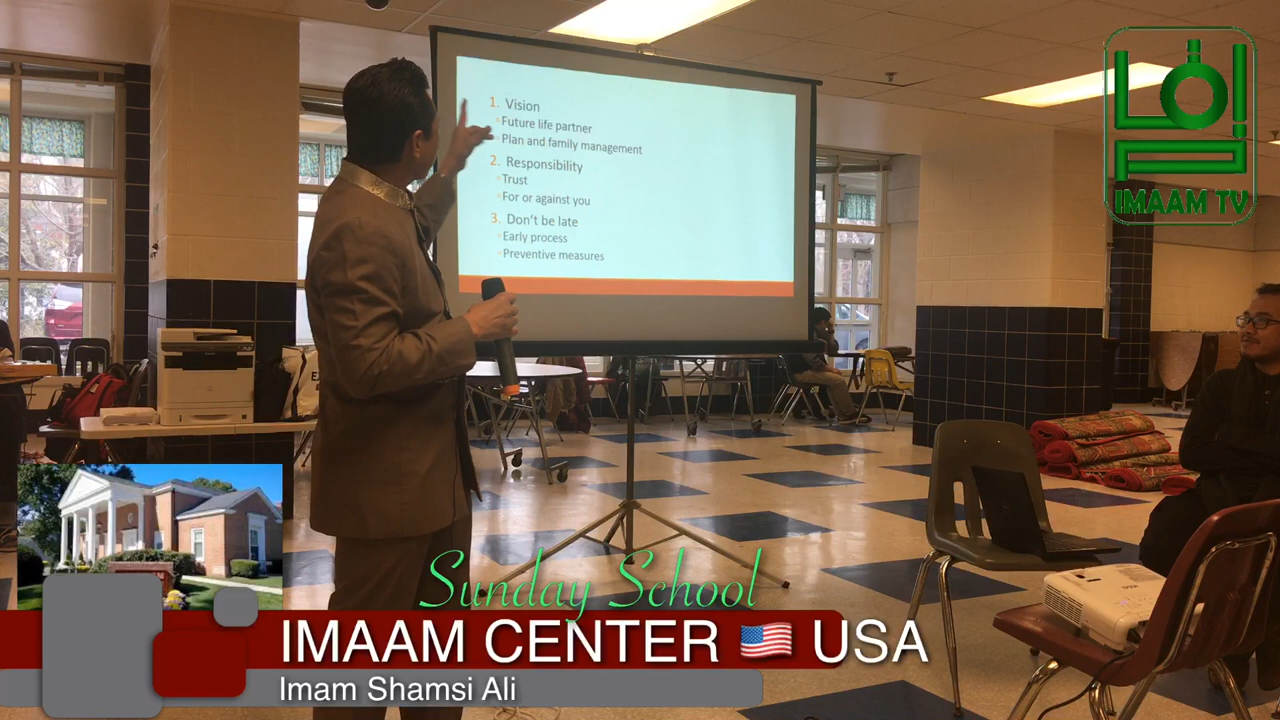 1. Vision
Future life partner
Plan and family management
2. Responsibility
Trust
For or against you
3. Don't be late
Early process
Preventive measures
IMAAM TV
Sunday School
IMAAM CENTER 🇺🇸 USA
Imam Shamsi Ali